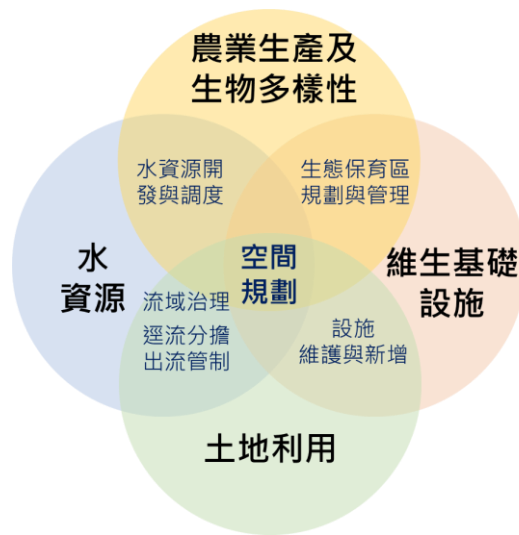 農業生產及
生物多樣性
水資源開
發與調度
生態保育區
規劃與管理
水
資源
空間
規劃
維生基礎
設施
流域治理
逕流分擔
出流管制
設施
維護與新增
土地利用